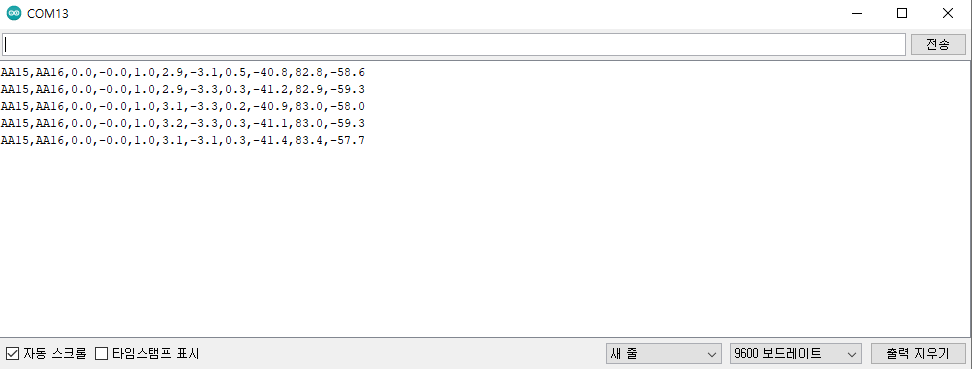 COM13
전송
AA15,AA16,0.0,-0.0,1.0,2.9,-3.1,0.5,-40.8,82.8,-58.6
AA15,AA16,0.0,-0.0,1.0,2.9,-3.3,0.3,-41.2,82.9,-59.3
AA15,AA16,0.0,-0.0,1.0,3.1,-3.3,0.2,-40.9,83.0,-58.0
AA15,AA16,0.0,-0.0,1.0,3.2,-3.3,0.3,-41.1,83.0,-59.3
AA15,AA16,0.0,-0.0,1.0,3.1,-3.1,0.3,-41.4,83.4,-57.7
자동 스크롤 타임스탬프 표시 새 줄 9600 보드레이트 출력 지우기